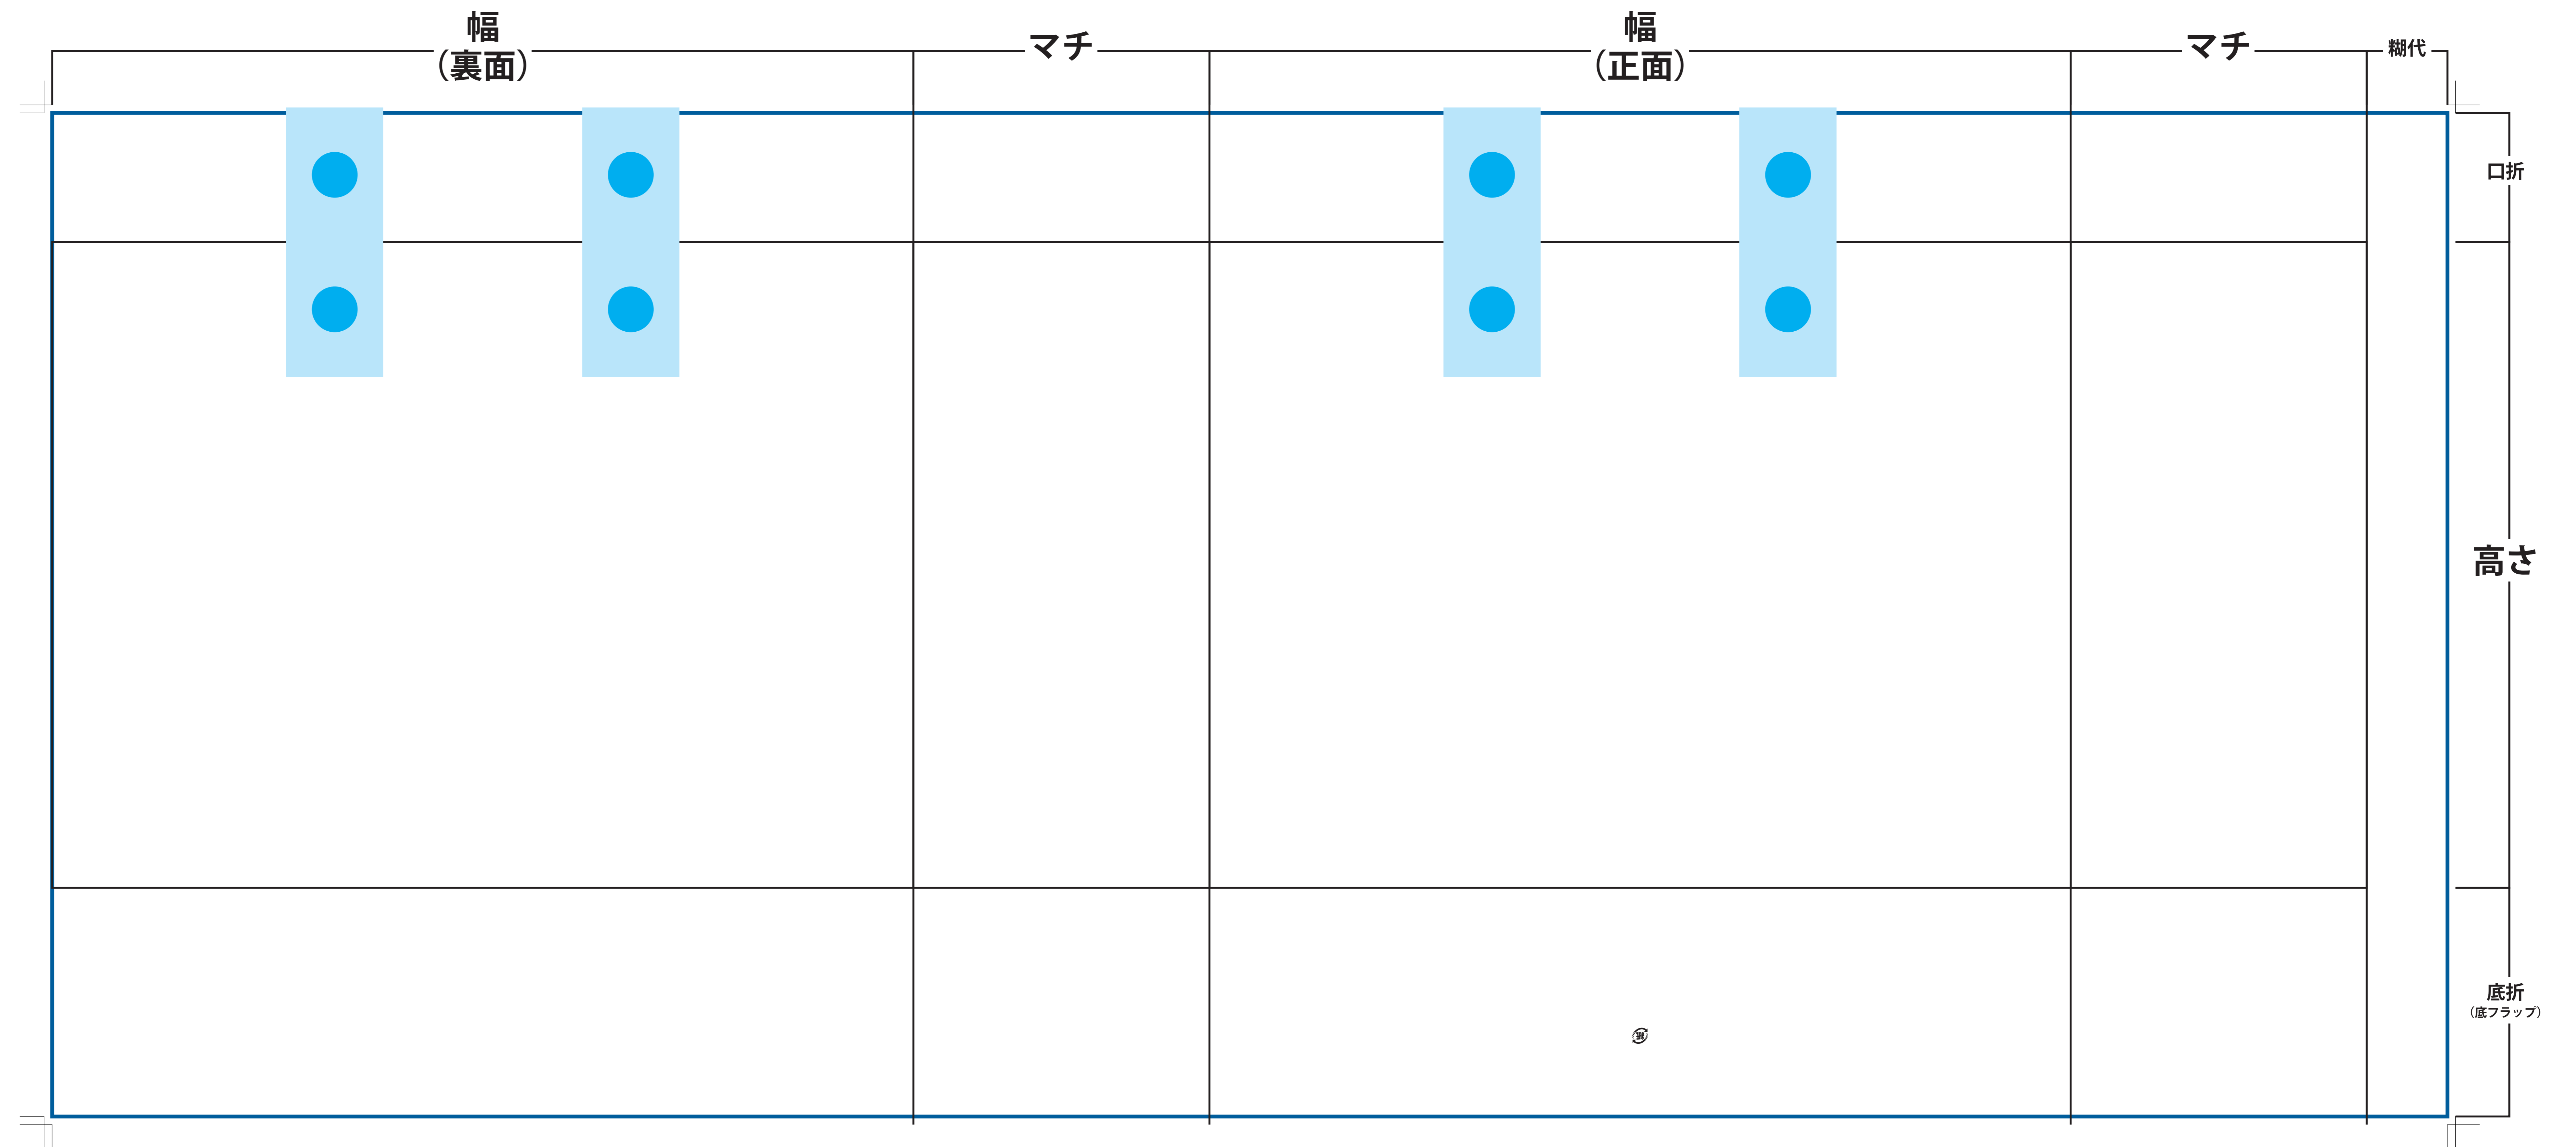 幅
（裏面）
マチ
幅
（正面）
マチ
糊代
口折
高さ
底折
（底フラップ）